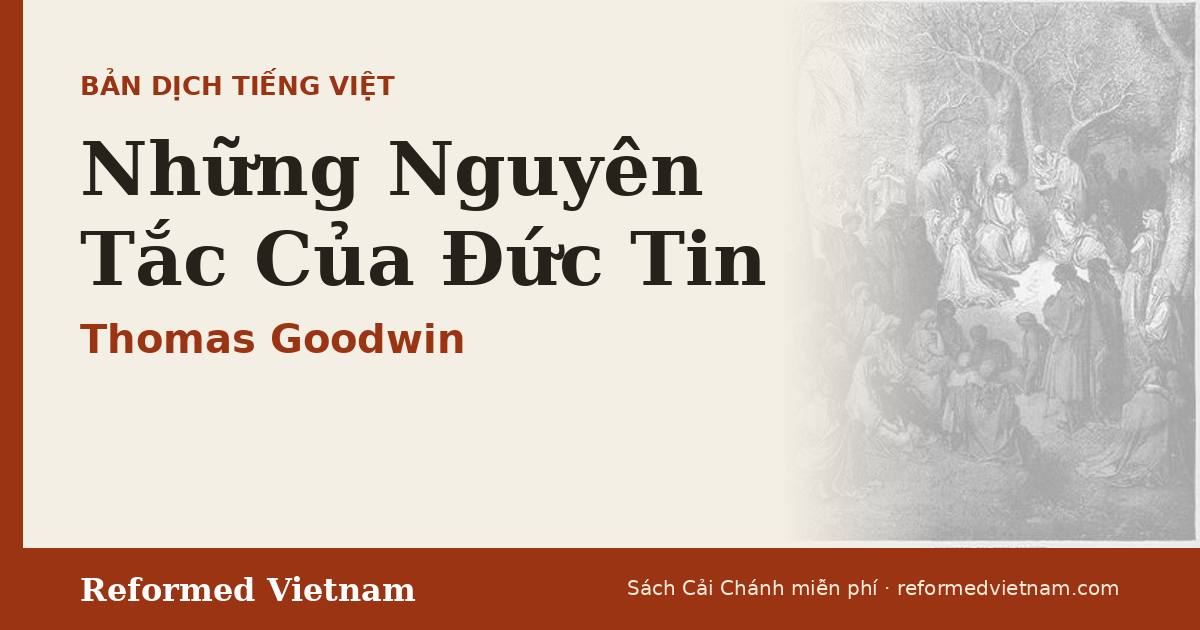 BẢN DỊCH TIẾNG VIỆT
Những Nguyên
Tắc Của Đức Tin
Thomas Goodwin
Reformed Vietnam
Sách Cải Chánh miễn phí · reformedvietnam.com